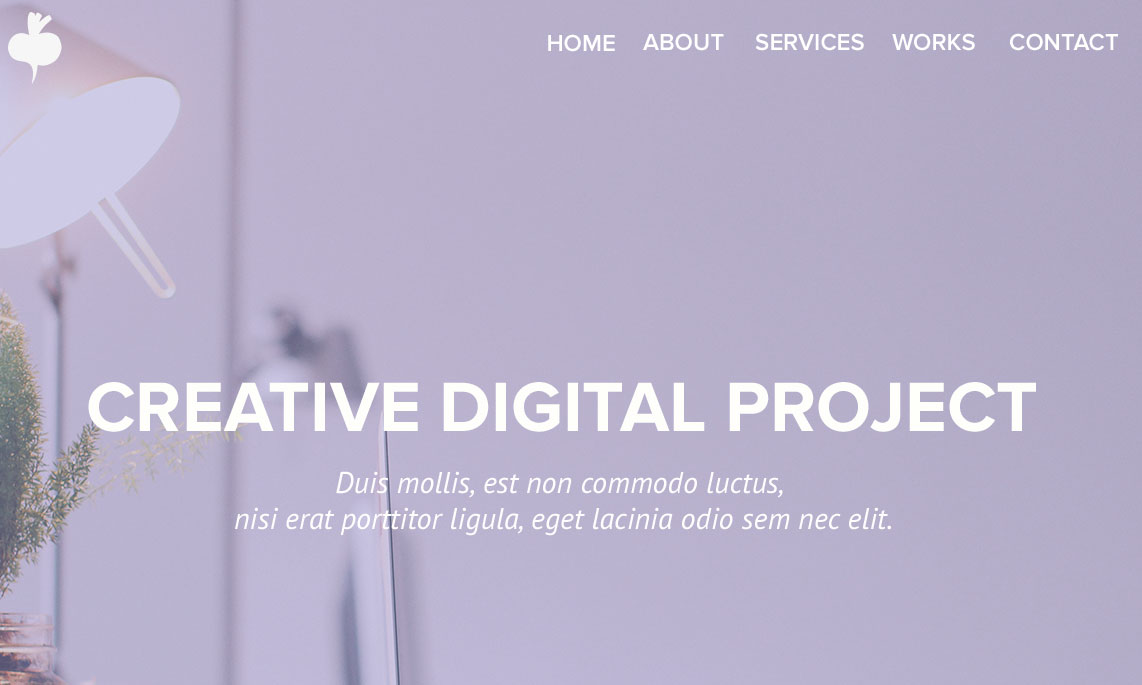 HOME ABOUT SERVICES WORKS CONTACT
CREATIVE DIGITAL PROJECT
Duis mollis, est non commodo luctus,
nisi erat porttitor ligula, eget lacinia odio sem nec elit.